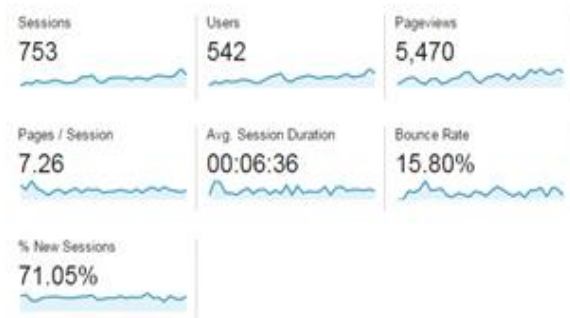 Sessions
753
Users
542
Pageviews
5,470
Pages / Session
7.26
Avg. Session Duration
00:06:36
Bounce Rate
15.80%
% New Sessions
71.05%